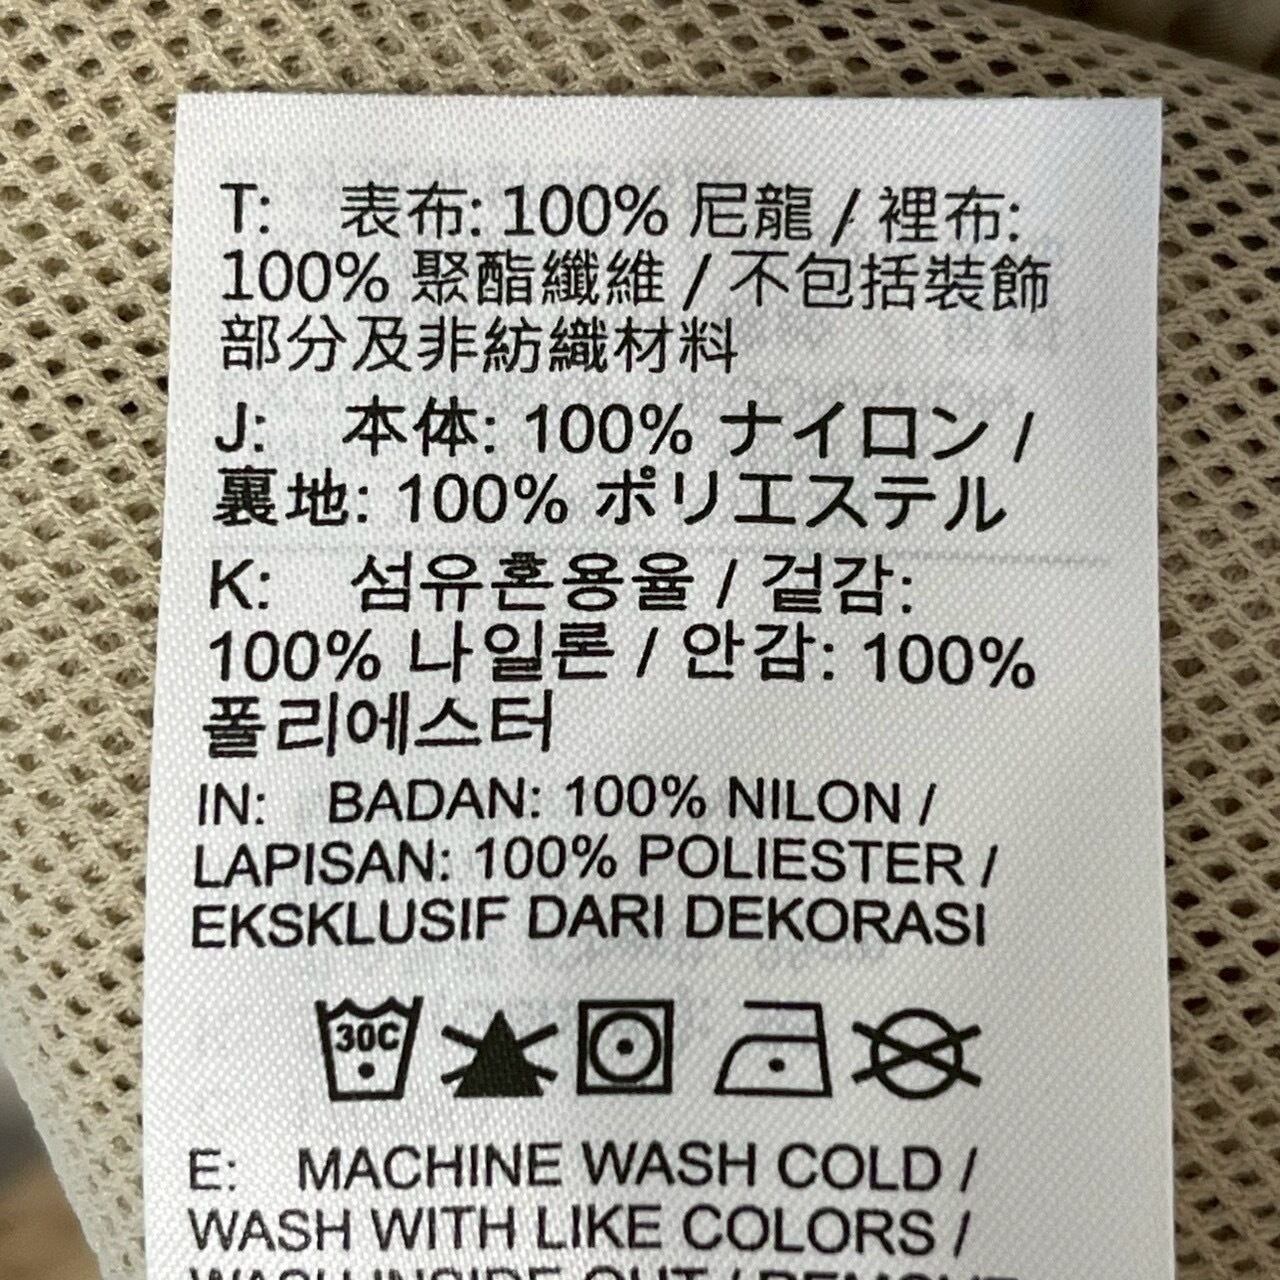 T: 表布: 100% 尼龍 / 裡布:
100% 聚酯纖維 / 不包括裝飾
部分及非紡織材料
J: 本体: 100% ナイロン /
裏地: 100% ポリエステル
K: 섬유혼용율 / 겉감:
100% 나일론 / 안감: 100%
폴리에스터
IN: BADAN: 100% NILON /
LAPISAN: 100% POLIESTER /
EKSKLUSIF DARI DEKORASI
30C
E: MACHINE WASH COLD /
WASH WITH LIKE COLORS /
WASH INSIDE OUT / REMOVE